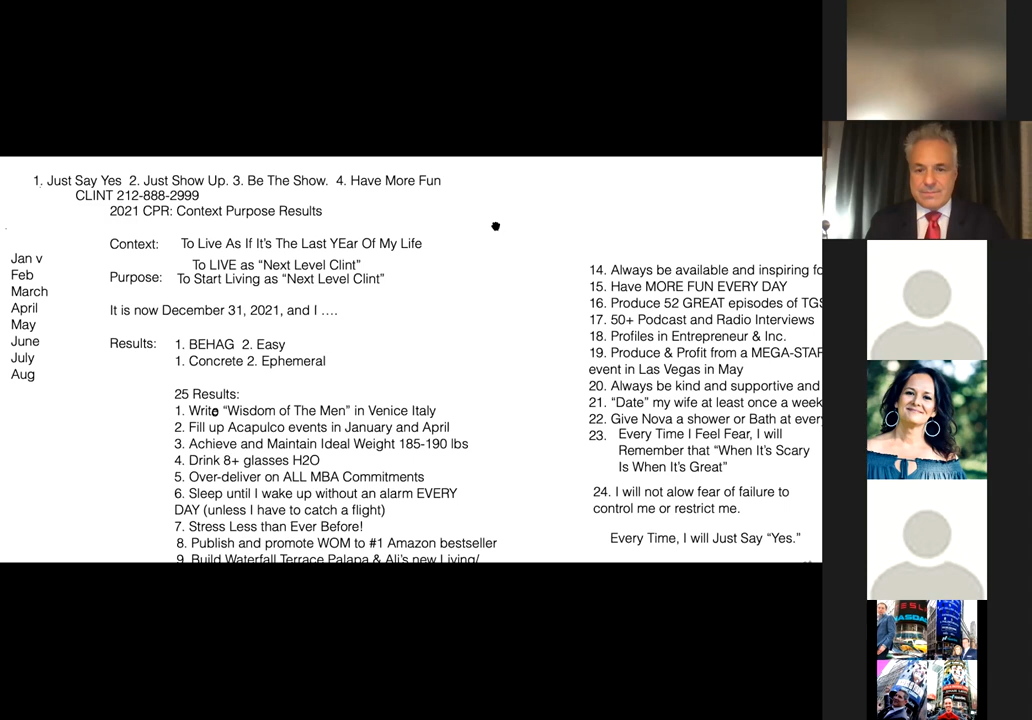 1. Just Say Yes  2. Just Show Up. 3. Be The Show.  4. Have More Fun
CLINT 212-888-2999
2021 CPR: Context Purpose Results
Context: To Live As If It's The Last YEar Of My Life
To LIVE as “Next Level Clint”
Purpose: To Start Living as “Next Level Clint”
It is now December 31, 2021, and I ….
Jan v
Feb
March
April
May
June
July
Aug
Results: 1. BEHAG  2. Easy
1. Concrete 2. Ephemeral
25 Results:
1. Write “Wisdom of The Men” in Venice Italy
2. Fill up Acapulco events in January and April
3. Achieve and Maintain Ideal Weight 185-190 lbs
4. Drink 8+ glasses H2O
5. Over-deliver on ALL MBA Commitments
6. Sleep until I wake up without an alarm EVERY
DAY (unless I have to catch a flight)
7. Stress Less than Ever Before!
8. Publish and promote WOM to #1 Amazon bestseller
9. Build Waterfall Terrace Palapa & Ali's new Living/
14. Always be available and inspiring fo
15. Have MORE FUN EVERY DAY
16. Produce 52 GREAT episodes of TGS
17. 50+ Podcast and Radio Interviews
18. Profiles in Entrepreneur & Inc.
19. Produce & Profit from a MEGA-STAR
event in Las Vegas in May
20. Always be kind and supportive and
21. “Date” my wife at least once a week
22. Give Nova a shower or Bath at every
23. Every Time I Feel Fear, I will
Remember that “When It's Scary
Is When It's Great”
24. I will not alow fear of failure to
control me or restrict me.
Every Time, I will Just Say “Yes.”
NASDAQ